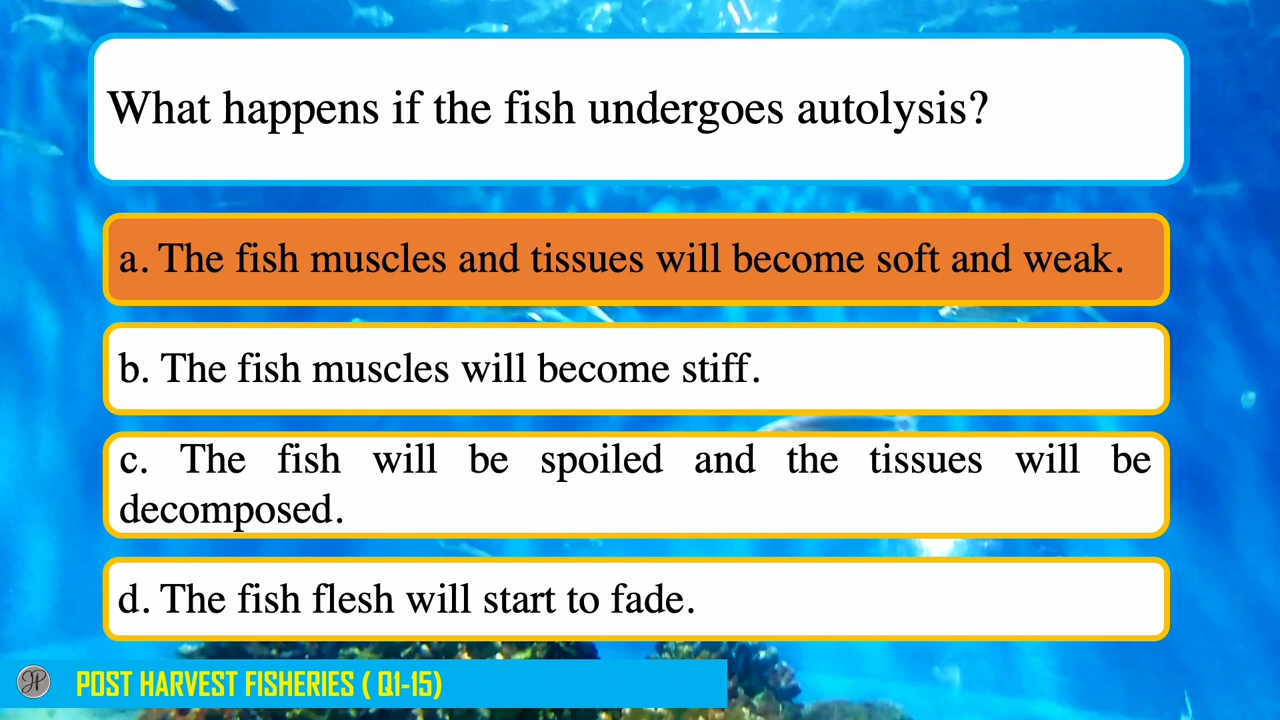 What happens if the fish undergoes autolysis?
a. The fish muscles and tissues will become soft and weak.
b. The fish muscles will become stiff.
c. The fish will be spoiled and the tissues will be
decomposed.
d. The fish flesh will start to fade.
JP
POST HARVEST FISHERIES ( Q1-15)